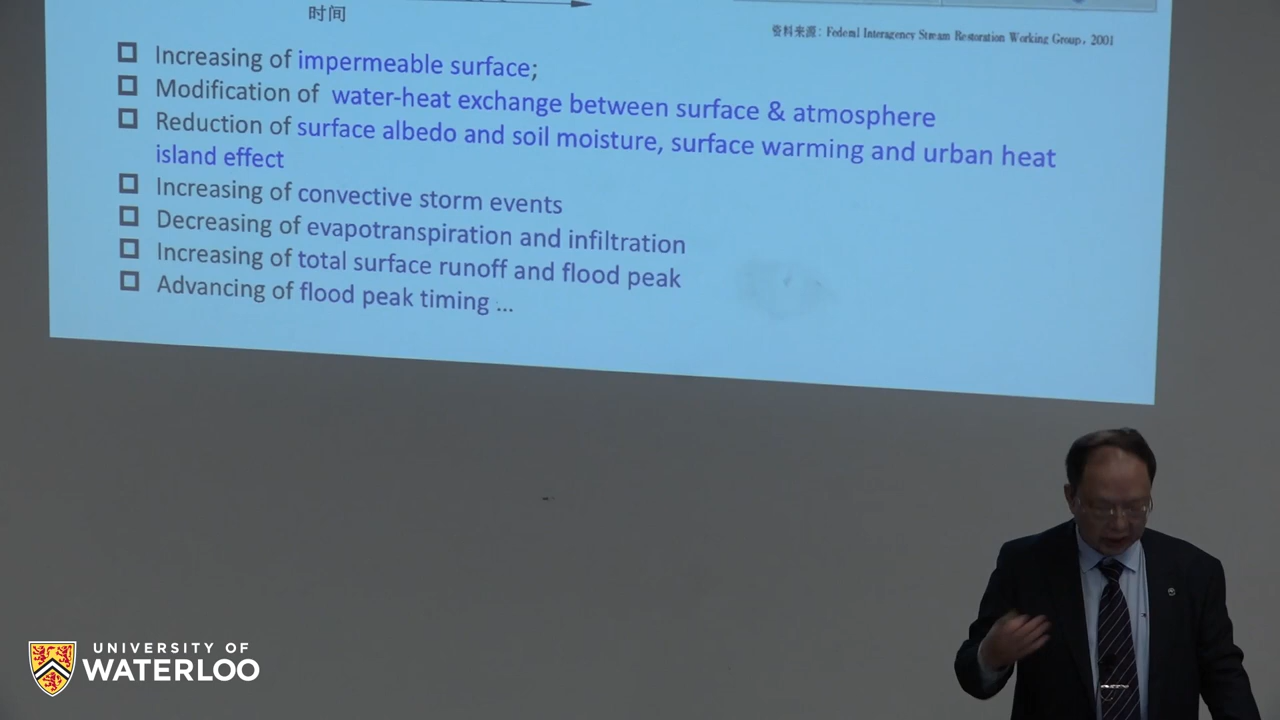 时间
资料来源: Federal Interagency Stream Restoration Working Group, 2001
Increasing of impermeable surface;
Modification of water-heat exchange between surface & atmosphere
Reduction of surface albedo and soil moisture, surface warming and urban heat
island effect
Increasing of convective storm events
Decreasing of evapotranspiration and infiltration
Increasing of total surface runoff and flood peak
Advancing of flood peak timing ...
UNIVERSITY OF
WATERLOO